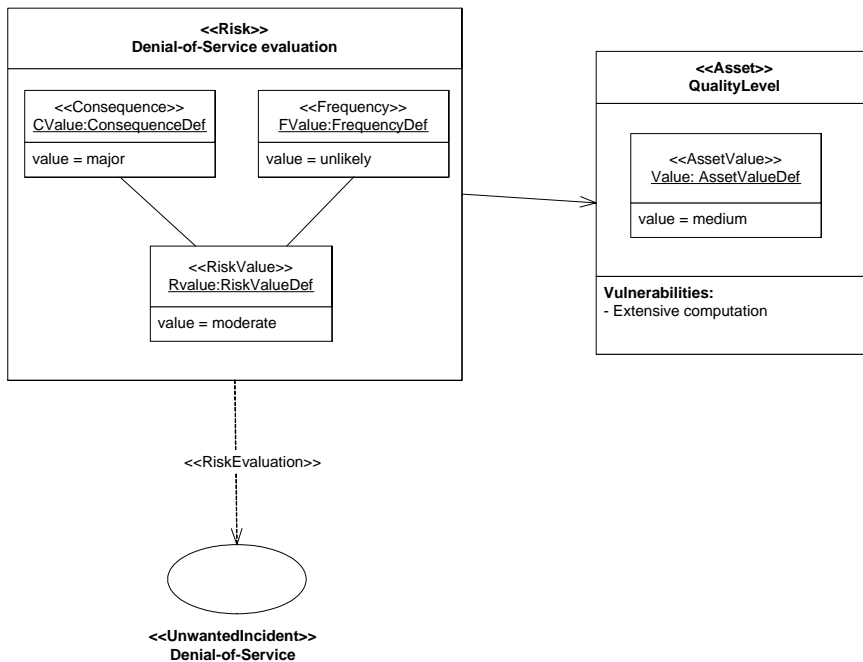 <<Risk>>
Denial-of-Service evaluation
<<Consequence>>
CValue:ConsequenceDef
value = major
<<Frequency>>
FValue:FrequencyDef
value = unlikely
<<RiskValue>>
Rvalue:RiskValueDef
value = moderate
<<Asset>>
QualityLevel
<<AssetValue>>
Value: AssetValueDef
value = medium
Vulnerabilities:
- Extensive computation
<<RiskEvaluation>>
<<UnwantedIncident>>
Denial-of-Service